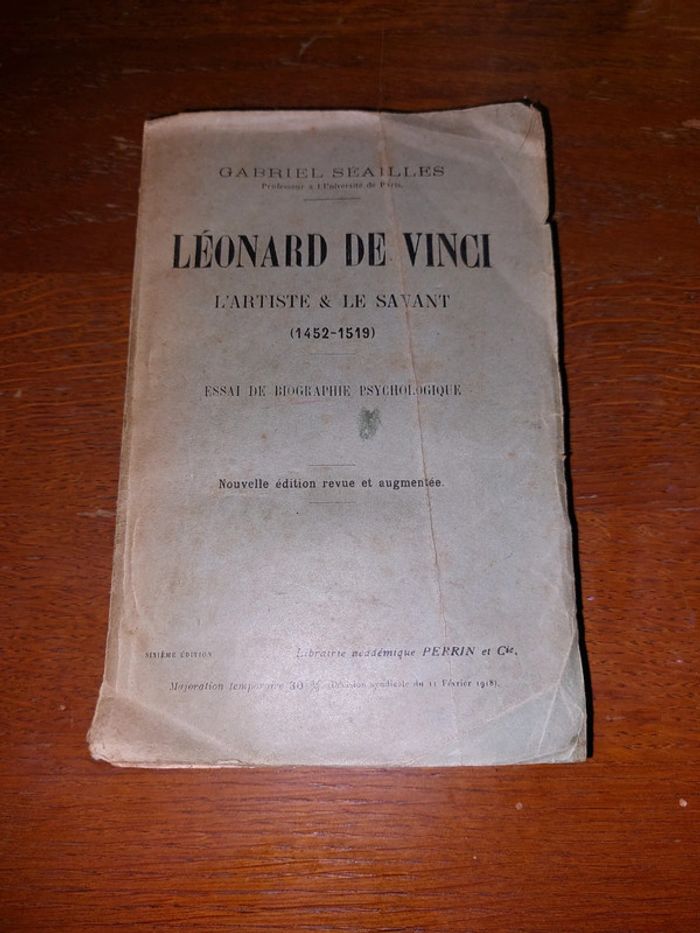 GABRIEL SÉAILLES
Professeur à l'Université de Paris.
LÉONARD DE VINCI
L'ARTISTE & LE SAVANT
(1452-1519)
ESSAI DE BIOGRAPHIE PSYCHOLOGIQUE
Nouvelle édition revue et augmentée.
SIXIÈME ÉDITION
Librairie académique PERRIN et Cie.
Majoration temporaire 30 % (Décision syndicale du 11 Février 1918).